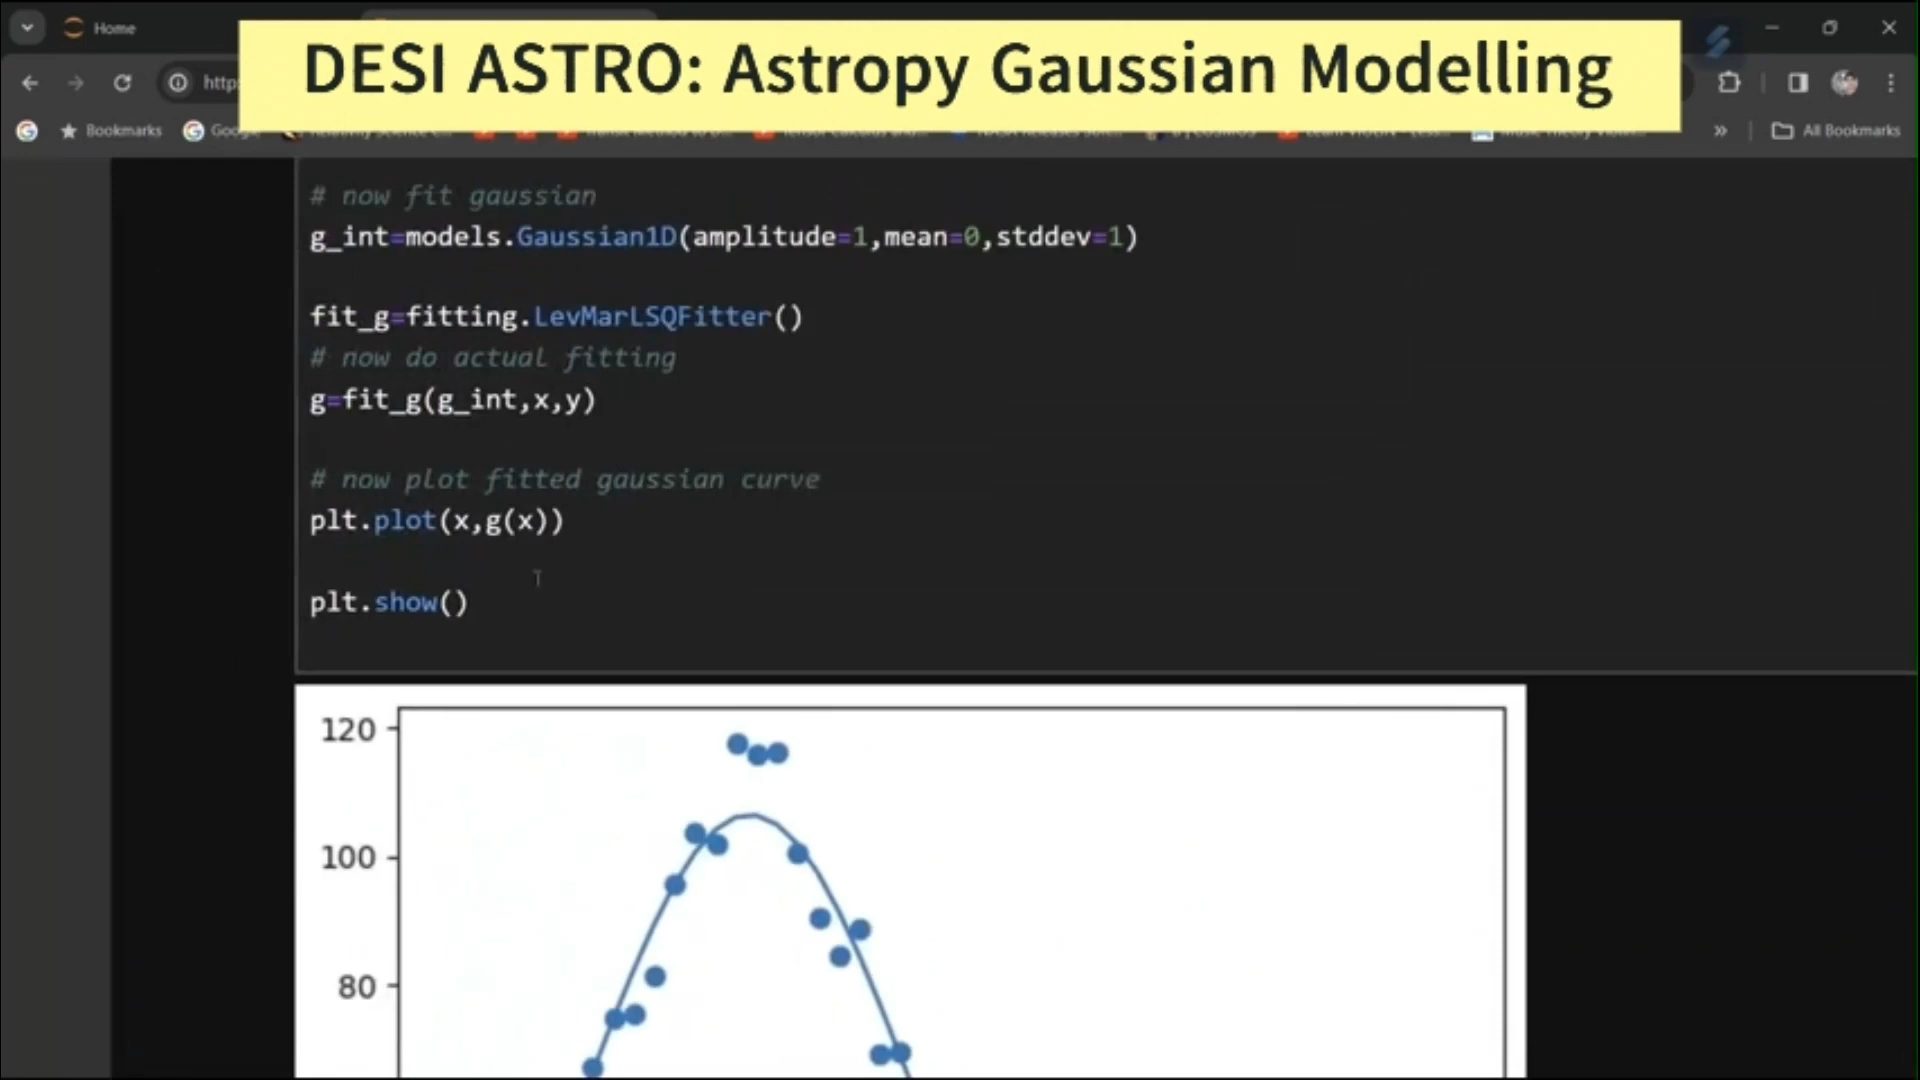 Home
DESI ASTRO: Astropy Gaussian Modelling
http:
Bookmarks
All Bookmarks
# now fit gaussian
g_int=models.Gaussian1D(amplitude=1,mean=0,stddev=1)
fit_g=fitting.LevMarLSQFitter()
# now do actual fitting
g=fit_g(g_int,x,y)
# now plot fitted gaussian curve
plt.plot(x,g(x))
plt.show()
120
100
80